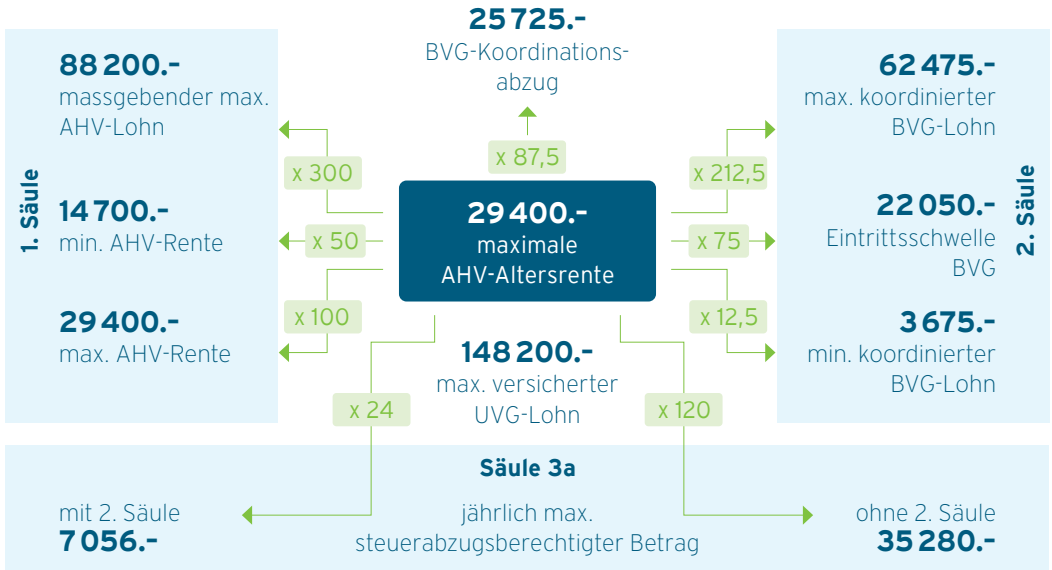 25 725.-
BVG-Koordinations-
abzug
x 87,5
1. Säule
88 200.-
massgebender max.
AHV-Lohn
x 300
14 700.-
min. AHV-Rente
x 50
29 400.-
max. AHV-Rente
x 100
29 400.-
maximale
AHV-Altersrente
148 200.-
max. versicherter
UVG-Lohn
2. Säule
62 475.-
max. koordinierter
BVG-Lohn
x 212,5
22 050.-
Eintrittsschwelle
BVG
x 75
3 675.-
min. koordinierter
BVG-Lohn
x 12,5
x 24
x 120
Säule 3a
mit 2. Säule
7 056.-
jährlich max.
steuerabzugsberechtigter Betrag
ohne 2. Säule
35 280.-